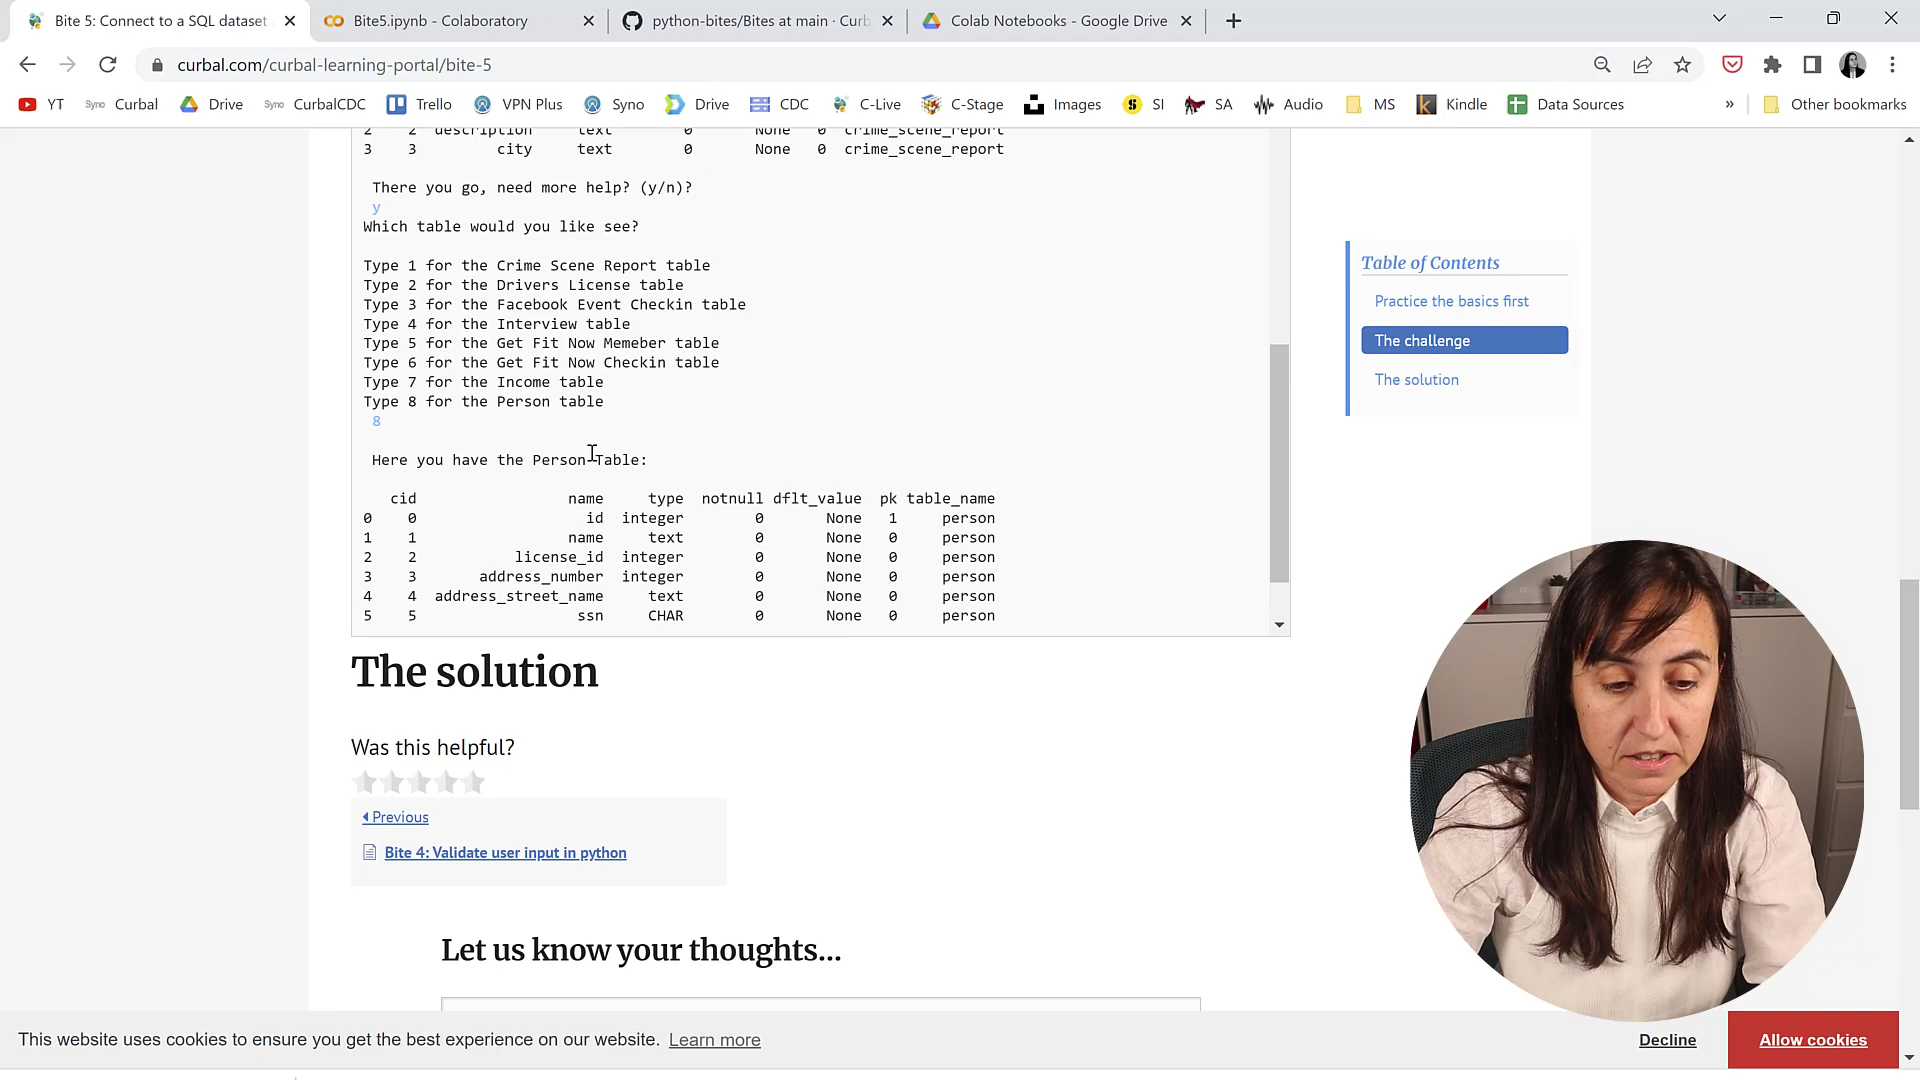 Bite 5: Connect to a SQL dataset
Bite5.ipynb - Colaboratory
python-bites/Bites at main · Curb
Colab Notebooks - Google Drive
curbal.com/curbal-learning-portal/bite-5
YT
Syno Curbal
Drive
Syno CurbalCDC
Trello
VPN Plus
Syno
Drive
CDC
C-Live
C-Stage
Images
SI
SA
Audio
MS
Kindle
Data Sources
»
Other bookmarks
2 2 description text 0 None 0 crime_scene_report
3 3 city text 0 None 0 crime_scene_report
There you go, need more help? (y/n)?
y
Which table would you like see?
Type 1 for the Crime Scene Report table
Type 2 for the Drivers License table
Type 3 for the Facebook Event Checkin table
Type 4 for the Interview table
Type 5 for the Get Fit Now Memeber table
Type 6 for the Get Fit Now Checkin table
Type 7 for the Income table
Type 8 for the Person table
8
Here you have the Person Table:
cid name type notnull dflt_value pk table_name
0 0 id integer 0 None 1 person
1 1 name text 0 None 0 person
2 2 license_id integer 0 None 0 person
3 3 address_number integer 0 None 0 person
4 4 address_street_name text 0 None 0 person
5 5 ssn CHAR 0 None 0 person
Table of Contents
Practice the basics first
The challenge
The solution
The solution
Was this helpful?
Previous
Bite 4: Validate user input in python
Let us know your thoughts...
This website uses cookies to ensure you get the best experience on our website. Learn more
Decline
Allow cookies